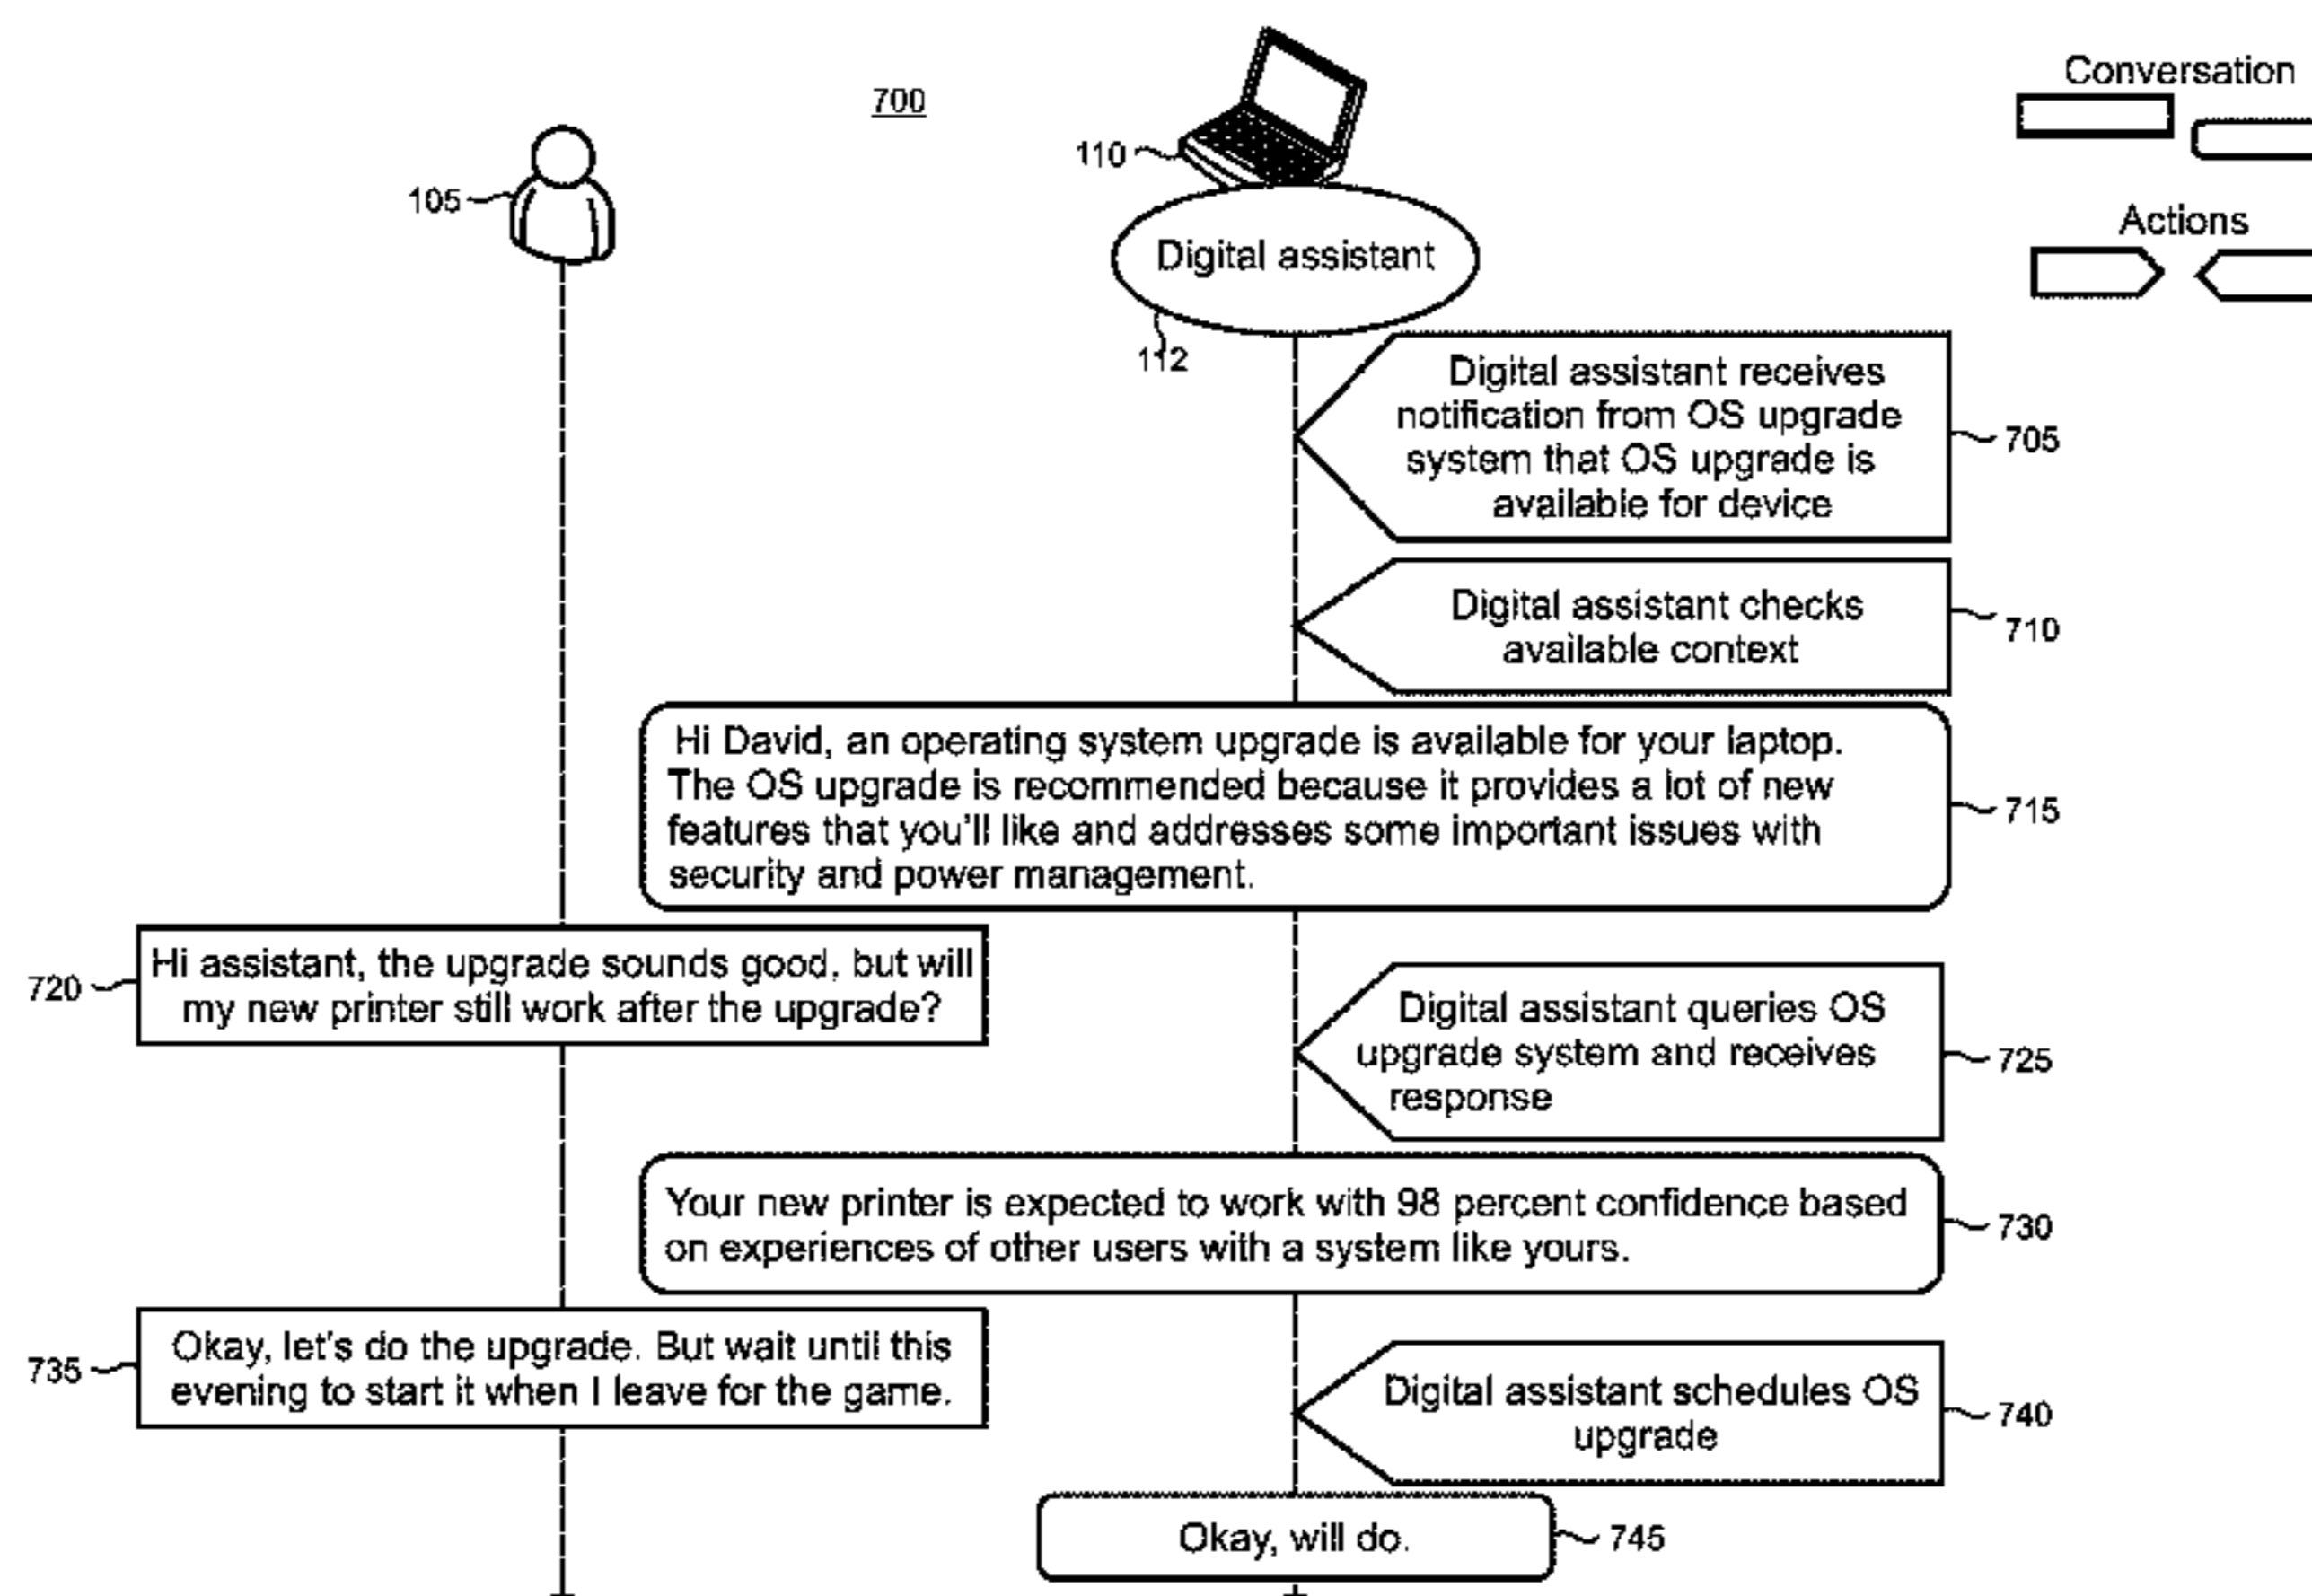 700
Conversation
110
105
Actions
Digital assistant
112
Digital assistant receives
notification from OS upgrade
system that OS upgrade is
available for device
705
Digital assistant checks
available context
710
Hi David, an operating system upgrade is available for your laptop.
The OS upgrade is recommended because it provides a lot of new
features that you'll like and addresses some important issues with
security and power management.
715
Hi assistant, the upgrade sounds good, but will
my new printer still work after the upgrade?
720
Digital assistant queries OS
upgrade system and receives
response
725
Your new printer is expected to work with 98 percent confidence based
on experiences of other users with a system like yours.
730
Okay, let's do the upgrade. But wait until this
evening to start it when I leave for the game.
735
Digital assistant schedules OS
upgrade
740
Okay, will do.
745